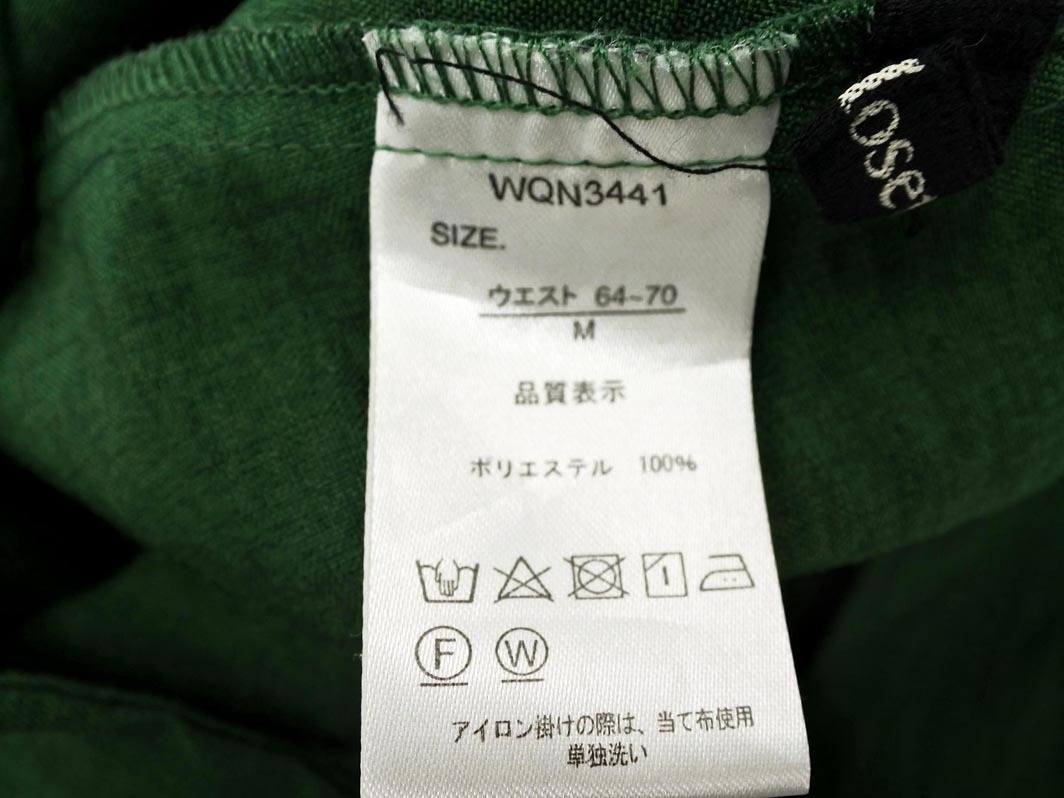 WQN3441
SIZE.
ウエスト 64~70
M
品質表示
ポリエステル 100%
F W
アイロン掛けの際は、当て布使用
単独洗い